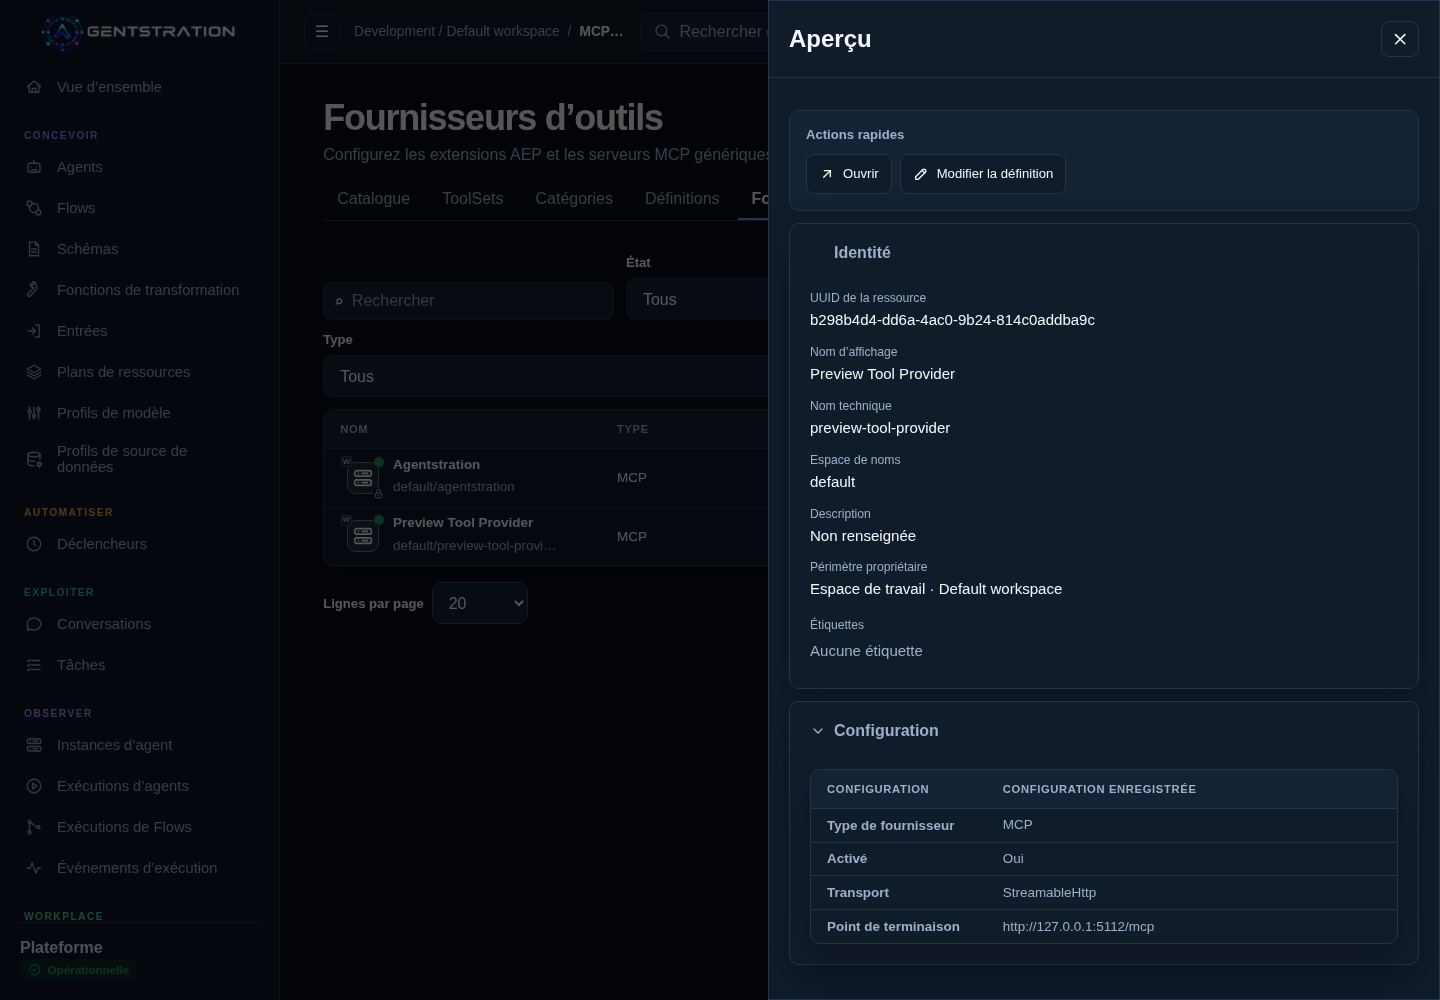 GENTSTRATION
Vue d’ensemble
CONCEVOIR
Agents
Flows
Schémas
Fonctions de transformation
Entrées
Plans de ressources
Profils de modèle
Profils de source de
données
AUTOMATISER
Déclencheurs
EXPLOITER
Conversations
Tâches
OBSERVER
Instances d’agent
Exécutions d’agents
Exécutions de Flows
Événements d’exécution
WORKPLACE
Plateforme
Opérationnelle
Development / Default workspace / MCP…
Rechercher
Fournisseurs d’outils
Configurez les extensions AEP et les serveurs MCP génériques
Catalogue ToolSets Catégories Définitions Fo
État
Rechercher
Tous
Type
Tous
NOM TYPE
W
Agentstration
default/agentstration
MCP
W
Preview Tool Provider
default/preview-tool-provi…
MCP
Lignes par page 20
Aperçu
Actions rapides
Ouvrir
Modifier la définition
Identité
UUID de la ressource
b298b4d4-dd6a-4ac0-9b24-814c0addba9c
Nom d’affichage
Preview Tool Provider
Nom technique
preview-tool-provider
Espace de noms
default
Description
Non renseignée
Périmètre propriétaire
Espace de travail · Default workspace
Étiquettes
Aucune étiquette
Configuration
CONFIGURATION CONFIGURATION ENREGISTRÉE
Type de fournisseur MCP
Activé Oui
Transport StreamableHttp
Point de terminaison http://127.0.0.1:5112/mcp